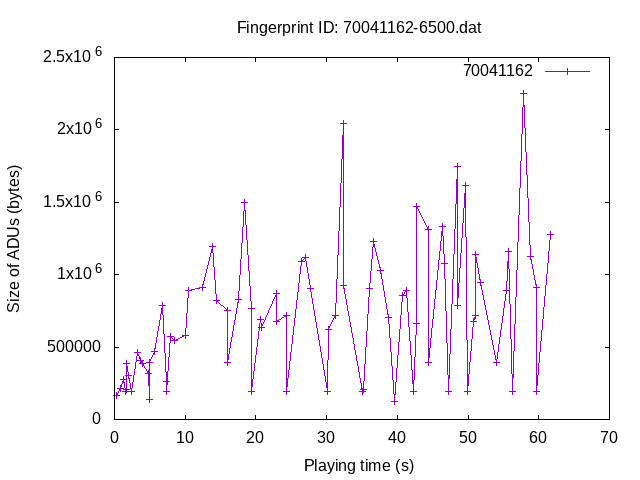 Fingerprint ID: 70041162-6500.dat
2.5x10^6
70041162
2x10^6
1.5x10^6
1x10^6
500000
0
Size of ADUs (bytes)
0 10 20 30 40 50 60 70
Playing time (s)